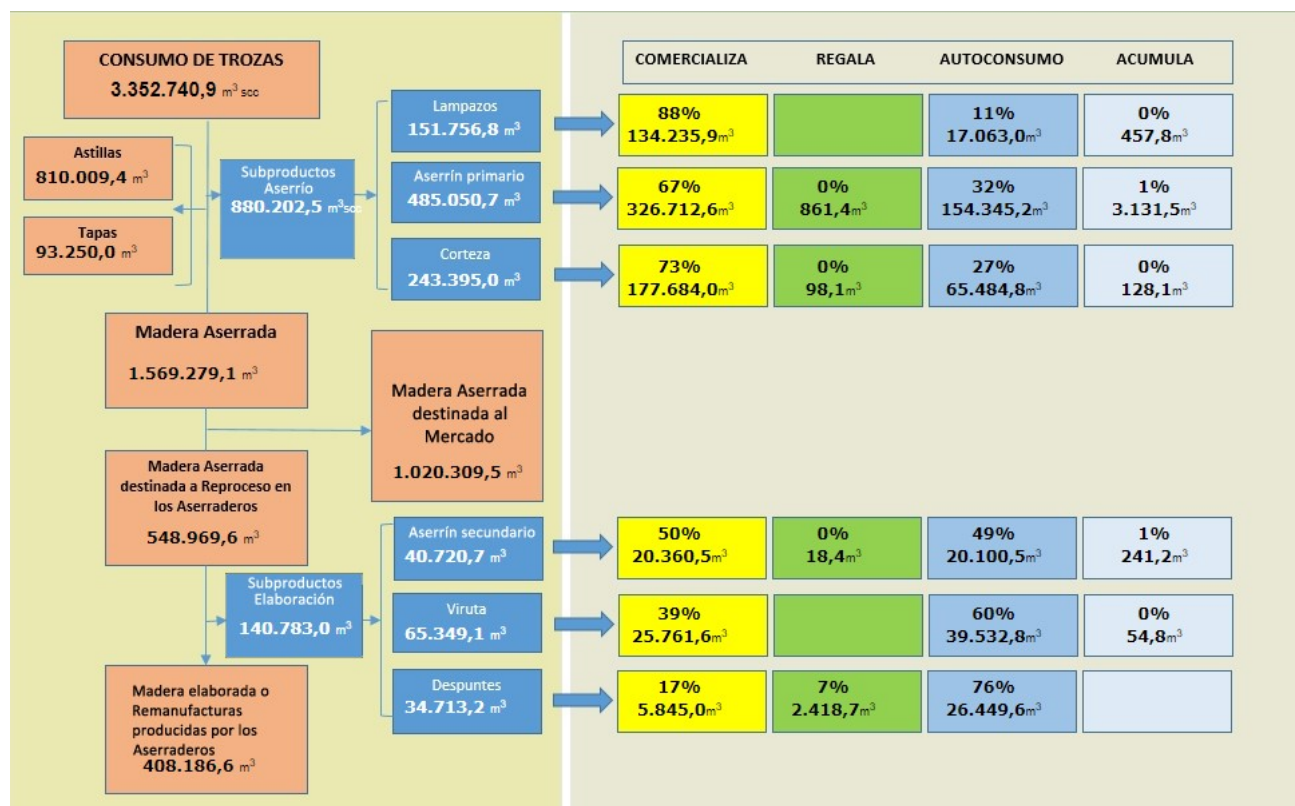 CONSUMO DE TROZAS
3.352.740,9 m³ scc
Astillas
810.009,4 m³
Tapas
93.250,0 m³
Subproductos
Aserrío
880.202,5 m³scc
Lampazos
151.756,8 m³
Aserrín primario
485.050,7 m³
Corteza
243.395,0 m³
Madera Aserrada
1.569.279,1 m³
Madera Aserrada
destinada al
Mercado
1.020.309,5 m³
Madera Aserrada
destinada a Reproceso en
los Aserraderos
548.969,6 m³
Subproductos
Elaboración
140.783,0 m³
Aserrín secundario
40.720,7 m³
Viruta
65.349,1 m³
Despuntes
34.713,2 m³
Madera elaborada o
Remanufacturas
producidas por los
Aserraderos
408.186,6 m³
COMERCIALIZA REGALA AUTOCONSUMO ACUMULA
88% 11% 0%
134.235,9m³ 17.063,0m³ 457,8m³
67% 0% 32% 1%
326.712,6m³ 861,4m³ 154.345,2m³ 3.131,5m³
73% 0% 27% 0%
177.684,0m³ 98,1m³ 65.484,8m³ 128,1m³
50% 0% 49% 1%
20.360,5m³ 18,4m³ 20.100,5m³ 241,2m³
39% 60% 0%
25.761,6m³ 39.532,8m³ 54,8m³
17% 7% 76%
5.845,0m³ 2.418,7m³ 26.449,6m³